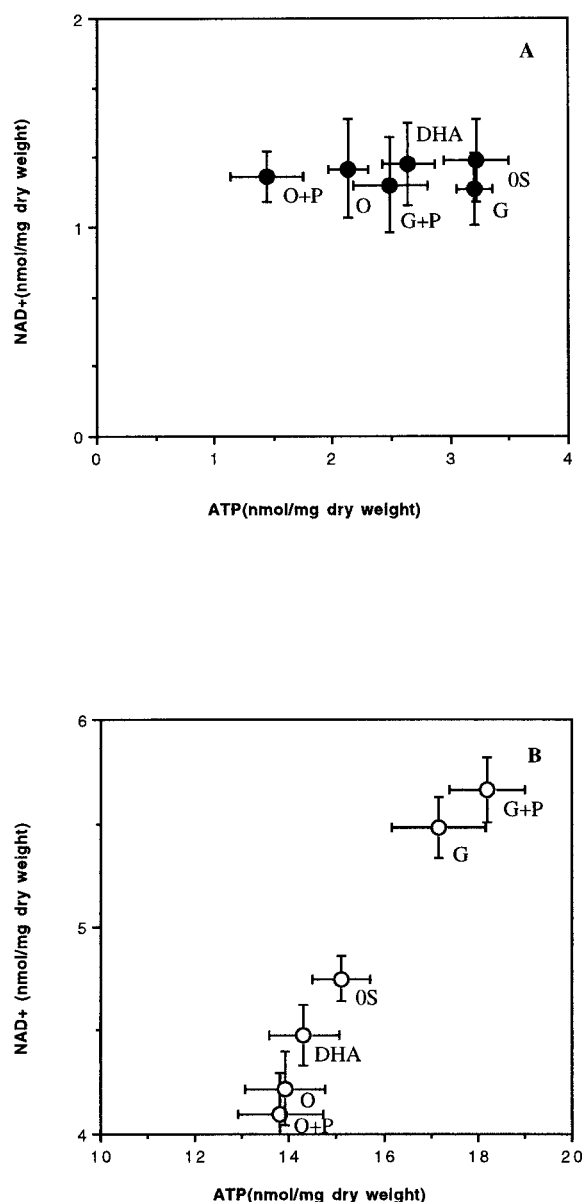 2
A
DHA
O+P
O
G+P
0S
G
1
0
0
1
2
3
4
NAD+(nmol/mg dry weight)
ATP(nmol/mg dry weight)
6
B
G+P
G
5
0S
DHA
O
O+P
4
10
12
14
16
18
20
NAD+ (nmol/mg dry weight)
ATP(nmol/mg dry weight)